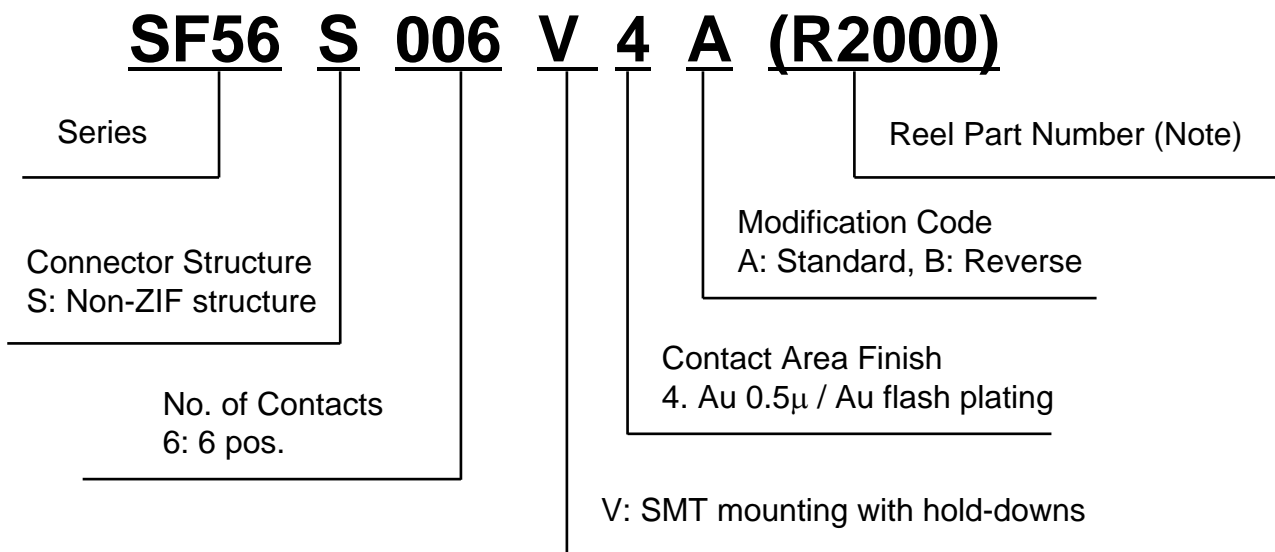 SF56 S 006 V 4 A (R2000)
Series
Reel Part Number (Note)
Modification Code
A: Standard, B: Reverse
Connector Structure
S: Non-ZIF structure
Contact Area Finish
4. Au 0.5μ / Au flash plating
No. of Contacts
6: 6 pos.
V: SMT mounting with hold-downs